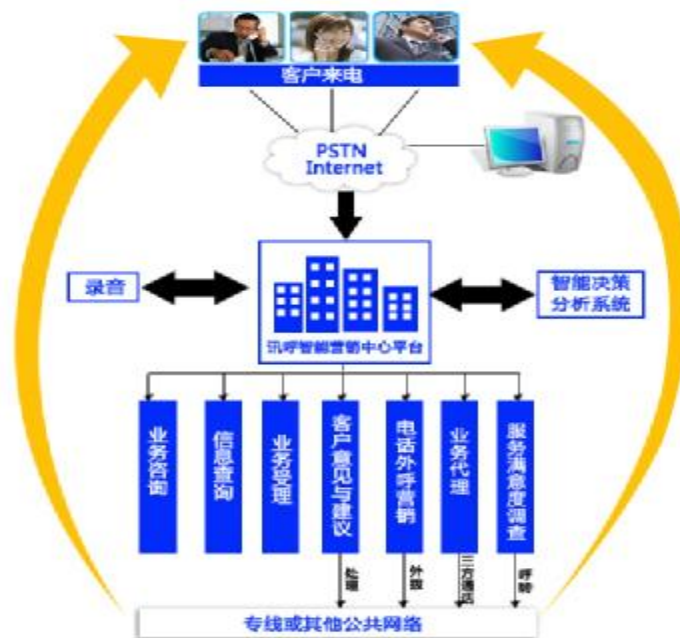 客户来电
PSTN
Internet
录音
智能决策
分析系统
讯呼智能营销中心平台
业务咨询
信息查询
业务受理
客户意见与建议
电话外呼营销
业务代理
服务满意度调查
处理
外拨
三方通话
呼转
专线或其他公共网络